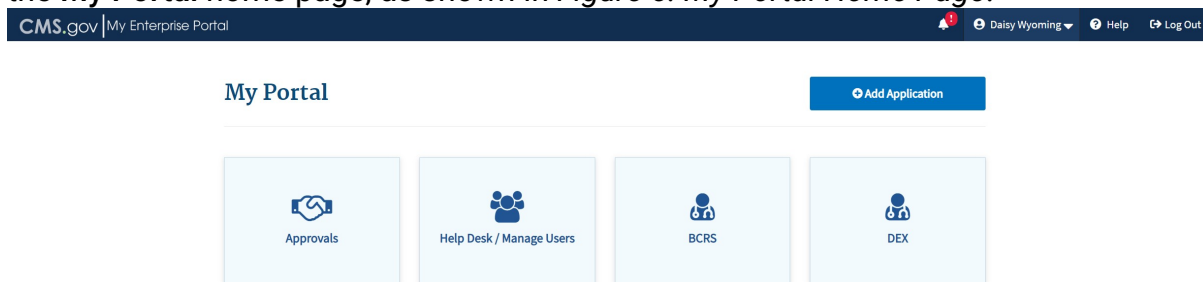 CMS.gov My Enterprise Portal
! Daisy Wyoming Help Log Out
My Portal
Add Application
Approvals
Help Desk / Manage Users
BCRS
DEX